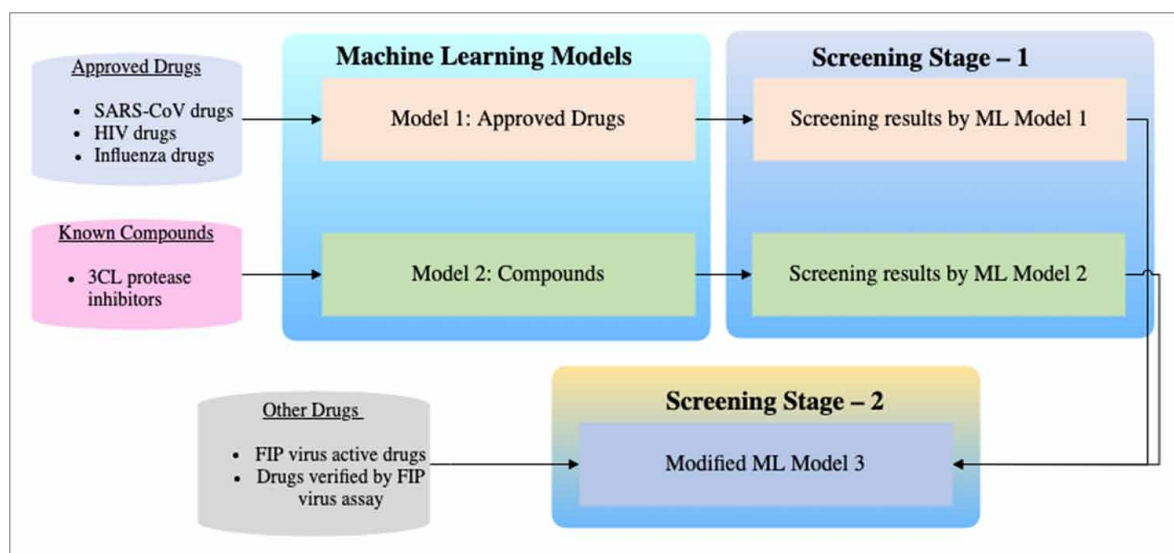 Approved Drugs
• SARS-CoV drugs
• HIV drugs
• Influenza drugs
Machine Learning Models
Model 1: Approved Drugs
Screening Stage – 1
Screening results by ML Model 1
Known Compounds
• 3CL protease
inhibitors
Model 2: Compounds
Screening results by ML Model 2
Other Drugs
• FIP virus active drugs
• Drugs verified by FIP
virus assay
Screening Stage – 2
Modified ML Model 3